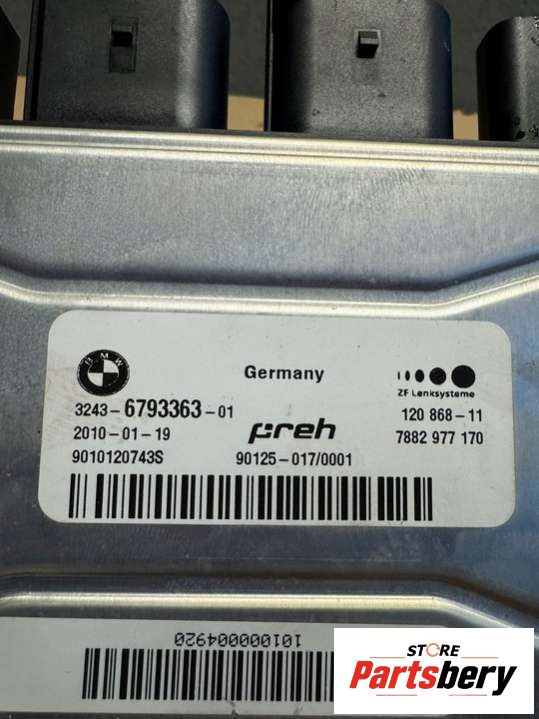 BMW
Germany
ZF Lenksysteme
3243-6793363-01
120 868-11
2010-01-19
preh
7882 977 170
9010120743S
90125-017/0001
1010000004920
STORE
Partsbery